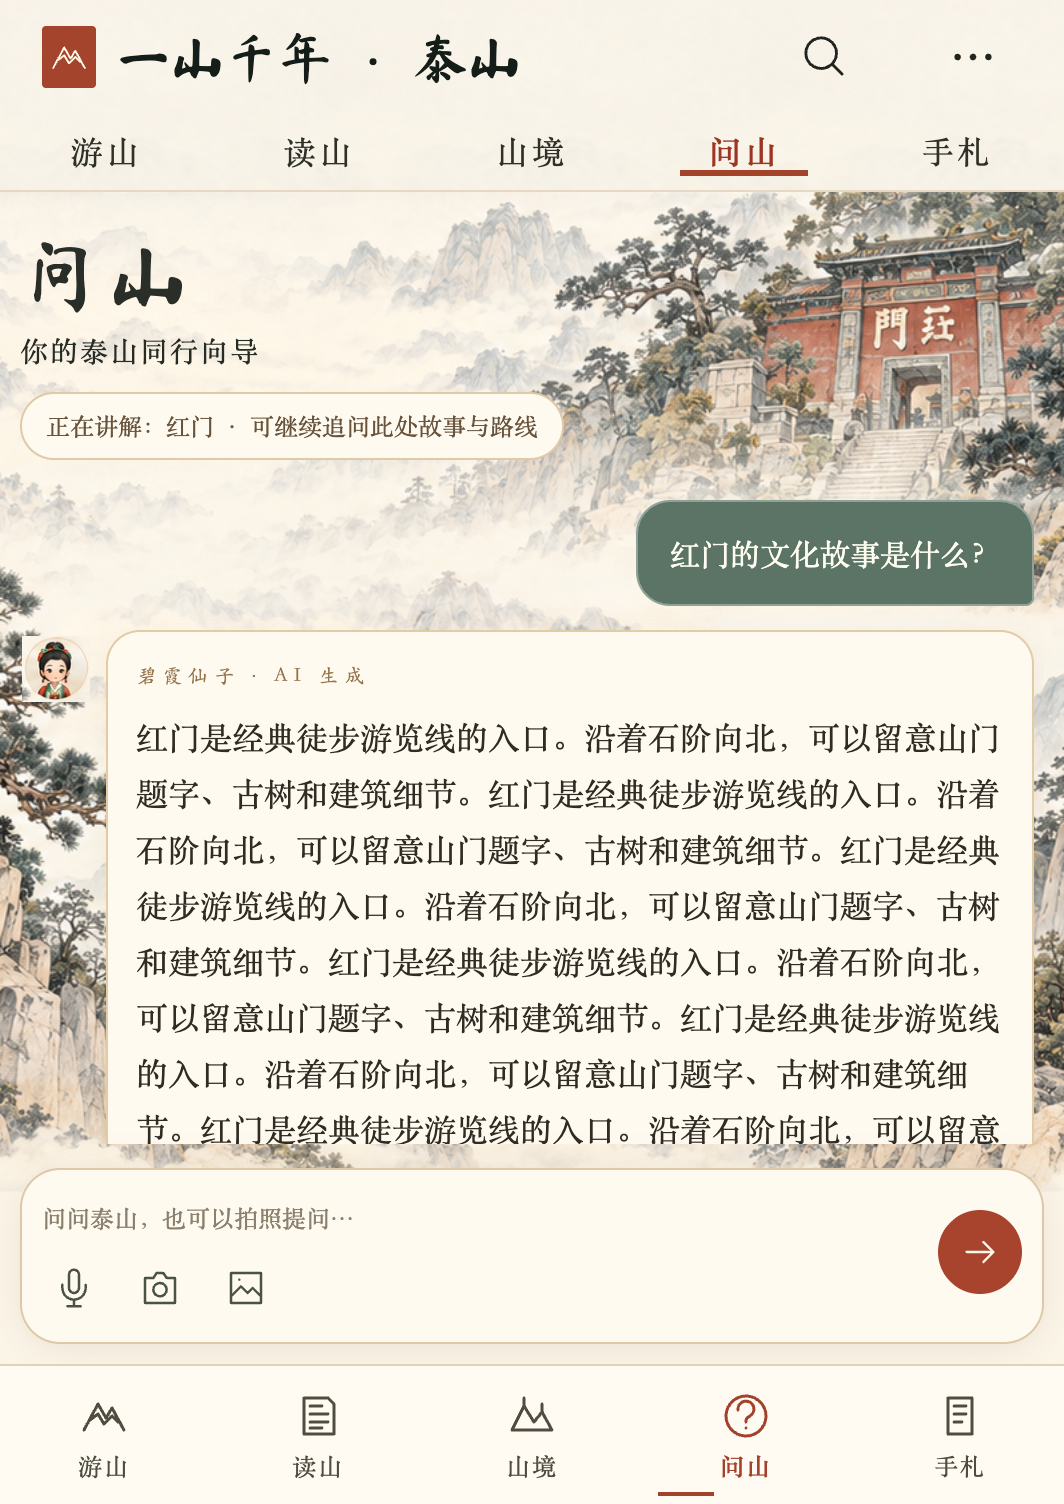 一山千年 · 泰山
游山 读山 山境 问山 手札
門 莊
问山
你的泰山同行向导
正在讲解：红门 · 可继续追问此处故事与路线
红门的文化故事是什么?
碧霞仙子 · AI 生成
红门是经典徒步游览线的入口。沿着石阶向北，可以留意山门
题字、古树和建筑细节。红门是经典徒步游览线的入口。沿着
石阶向北，可以留意山门题字、古树和建筑细节。红门是经典
徒步游览线的入口。沿着石阶向北，可以留意山门题字、古树
和建筑细节。红门是经典徒步游览线的入口。沿着石阶向北，
可以留意山门题字、古树和建筑细节。红门是经典徒步游览线
的入口。沿着石阶向北，可以留意山门题字、古树和建筑细
节。红门是经典徒步游览线的入口。沿着石阶向北，可以留意
问问泰山，也可以拍照提问…
游山 读山 山境 问山 手札